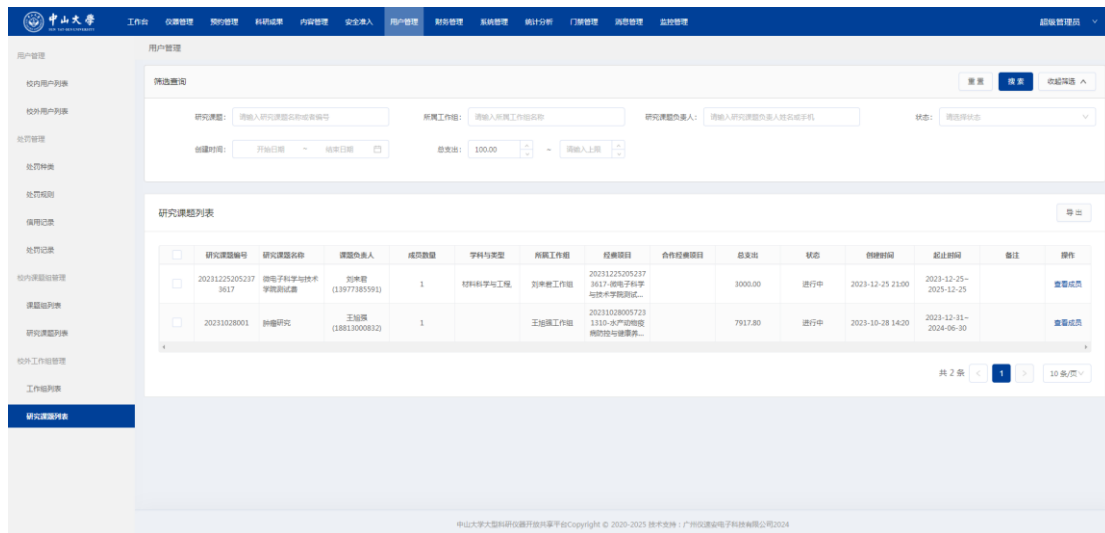 中山大學
SUN YAT-SEN UNIVERSITY
工作台 仪器管理 预约管理 科研成果 内容管理 安全准入 用户管理 财务管理 系统管理 统计分析 门禁管理 消息管理 监控管理
超级管理员
用户管理
校内用户列表
校外用户列表
处罚管理
处罚种类
处罚规则
信用记录
处罚记录
校内课题组管理
课题组列表
研究课题列表
校外工作组管理
工作组列表
研究课题列表
用户管理
筛选查询
重置 搜索 收起筛选
研究课题: 请输入研究课题名称或者编号 所属工作组: 请输入所属工作组名称 研究课题负责人: 请输入研究课题负责人姓名或手机 状态: 请选择状态
创建时间: 开始日期 ~ 结束日期 总支出: 100.00 ~ 请输入上限
研究课题列表
导出
研究课题编号 研究课题名称 课题负责人 成员数量 学科与类型 所属工作组 经费项目 合作经费项目 总支出 状态 创建时间 起止时间 备注 操作
20231225205237
3617 微电子科学与技术
学院测试 刘来君
(13977385591) 1 材料科学与工程, 刘来君工作组 20231225205237
3617-微电子科学
与技术学院测试... 3000.00 进行中 2023-12-25 21:00 2023-12-25~
2025-12-25 查看成员
20231028001 肿瘤研究 王旭强
(18813000832) 1 王旭强工作组 20231028005723
1310-水产动物疫
病防控与健康养... 7917.80 进行中 2023-10-28 14:20 2023-12-31~
2024-06-30 查看成员
共 2 条 < 1 > 10 条/页
中山大学大型科研仪器开放共享平台Copyright © 2020-2025 技术支持：广州仪速安电子科技有限公司2024